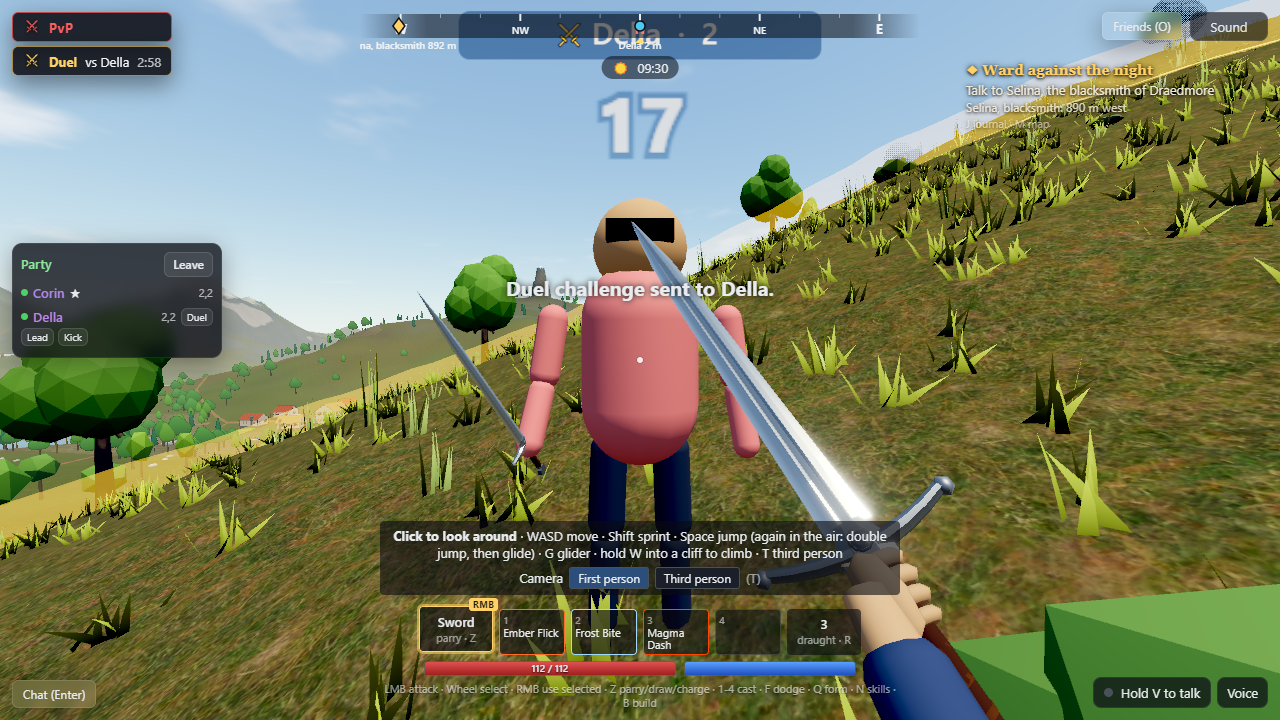 PvP
Duel vs Della 2:58
NW
NE
E
na, blacksmith 892 m
Della · 2
Della 2 m
09:30
17
Friends (O)
Sound
Ward against the night
Talk to Selina, the blacksmith of Draedmore
Selina, blacksmith: 890 m west
J journal · M map
Party
Leave
Corin ★ 2,2
Della 2,2 Duel
Lead Kick
Duel challenge sent to Della.
Click to look around · WASD move · Shift sprint · Space jump (again in the air: double
jump, then glide) · G glider · hold W into a cliff to climb · T third person
Camera First person Third person (T)
RMB
Sword
parry · Z
1
Ember Flick
2
Frost Bite
3
Magma
Dash
4
3
draught · R
112 / 112
LMB attack · Wheel select · RMB use selected · Z parry/draw/charge · 1-4 cast · F dodge · Q form · N skills ·
B build
Chat (Enter)
Hold V to talk
Voice